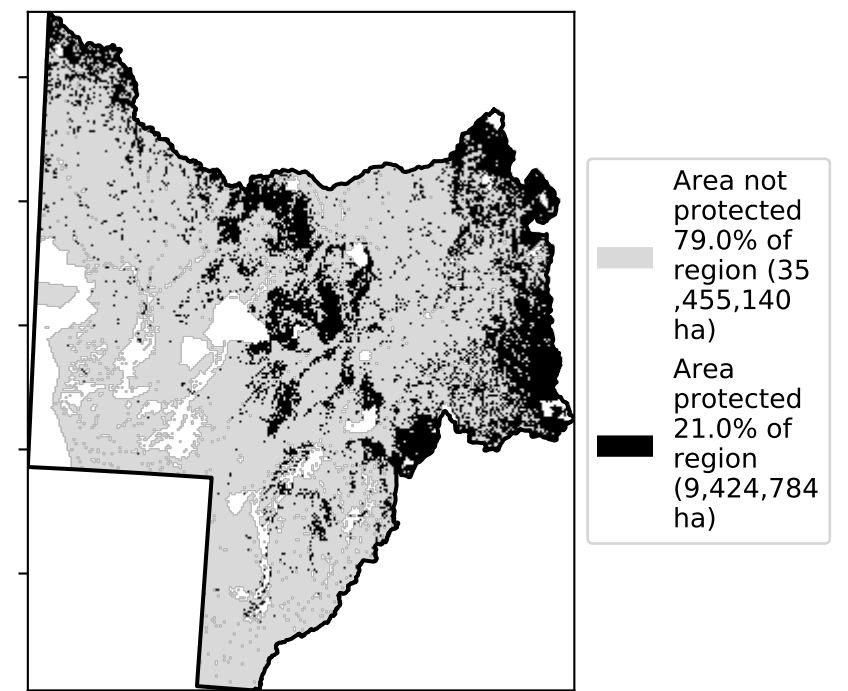 Area not
protected
79.0% of
region (35
,455,140
ha)
Area
protected
21.0% of
region
(9,424,784
ha)